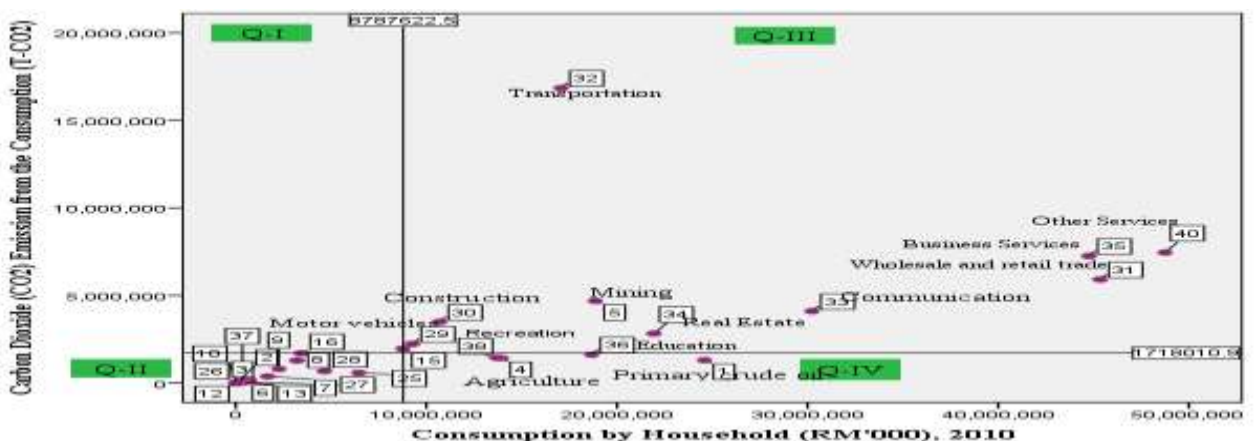 8787622.5
Q-I
Q-III
Carbon Dioxide (CO2) Emission from the Consumption (T-CO2)
20,000,000
15,000,000
10,000,000
5,000,000
0
32
Transportation
Other Services
40
Business Services
35
Wholesale and retail trade
31
Mining
5
Construction
30
33
Communication
34
Real Estate
Motor vehicles
29
Recreation
39
36
Education
37
9
16
10
2
8
28
15
1718010.9
Q-II
26
3
25
4
Agriculture
Primary crude oil
1
Q-IV
12
6
13
7
27
0
10,000,000
20,000,000
30,000,000
40,000,000
50,000,000
Consumption by Household (RM'000), 2010